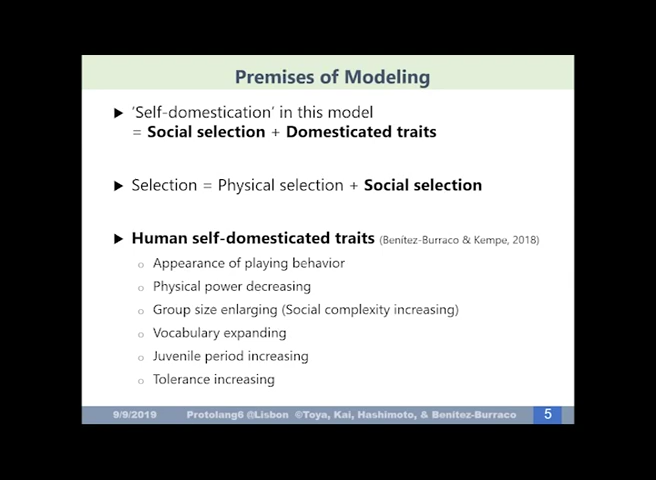 Premises of Modeling
▶ 'Self-domestication' in this model
= Social selection + Domesticated traits
▶ Selection = Physical selection + Social selection
▶ Human self-domesticated traits (Benítez-Burraco & Kempe, 2018)
o Appearance of playing behavior
o Physical power decreasing
o Group size enlarging (Social complexity increasing)
o Vocabulary expanding
o Juvenile period increasing
o Tolerance increasing
9/9/2019 Protolang6 @Lisbon ©Toya, Kai, Hashimoto, & Benítez-Burraco 5